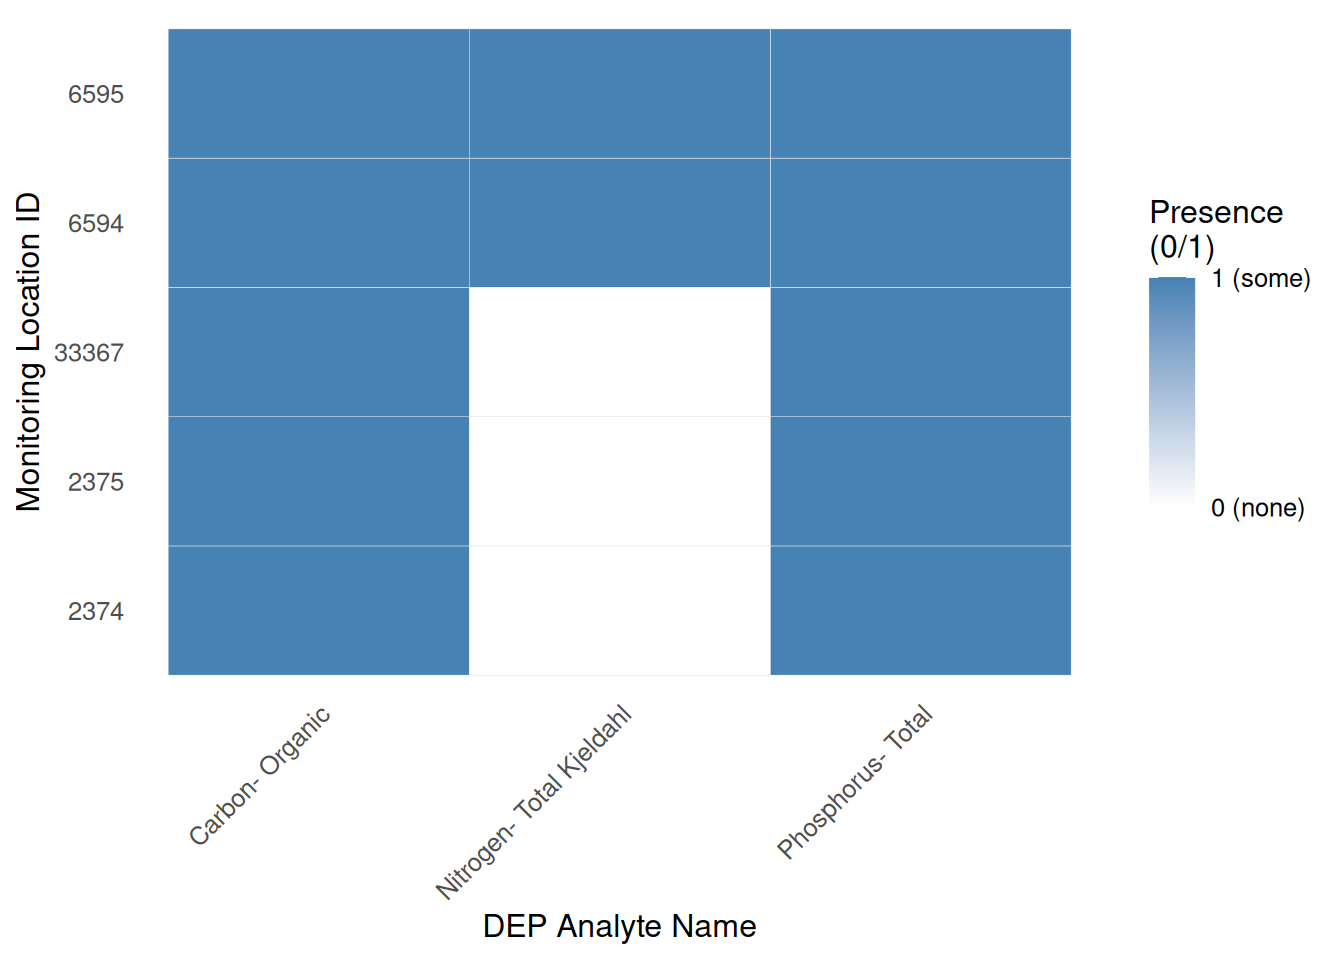 6595
6594
33367
2375
2374
Monitoring Location ID
Carbon- Organic
Nitrogen- Total Kjeldahl
Phosphorus- Total
DEP Analyte Name
Presence
(0/1)
1 (some)
0 (none)